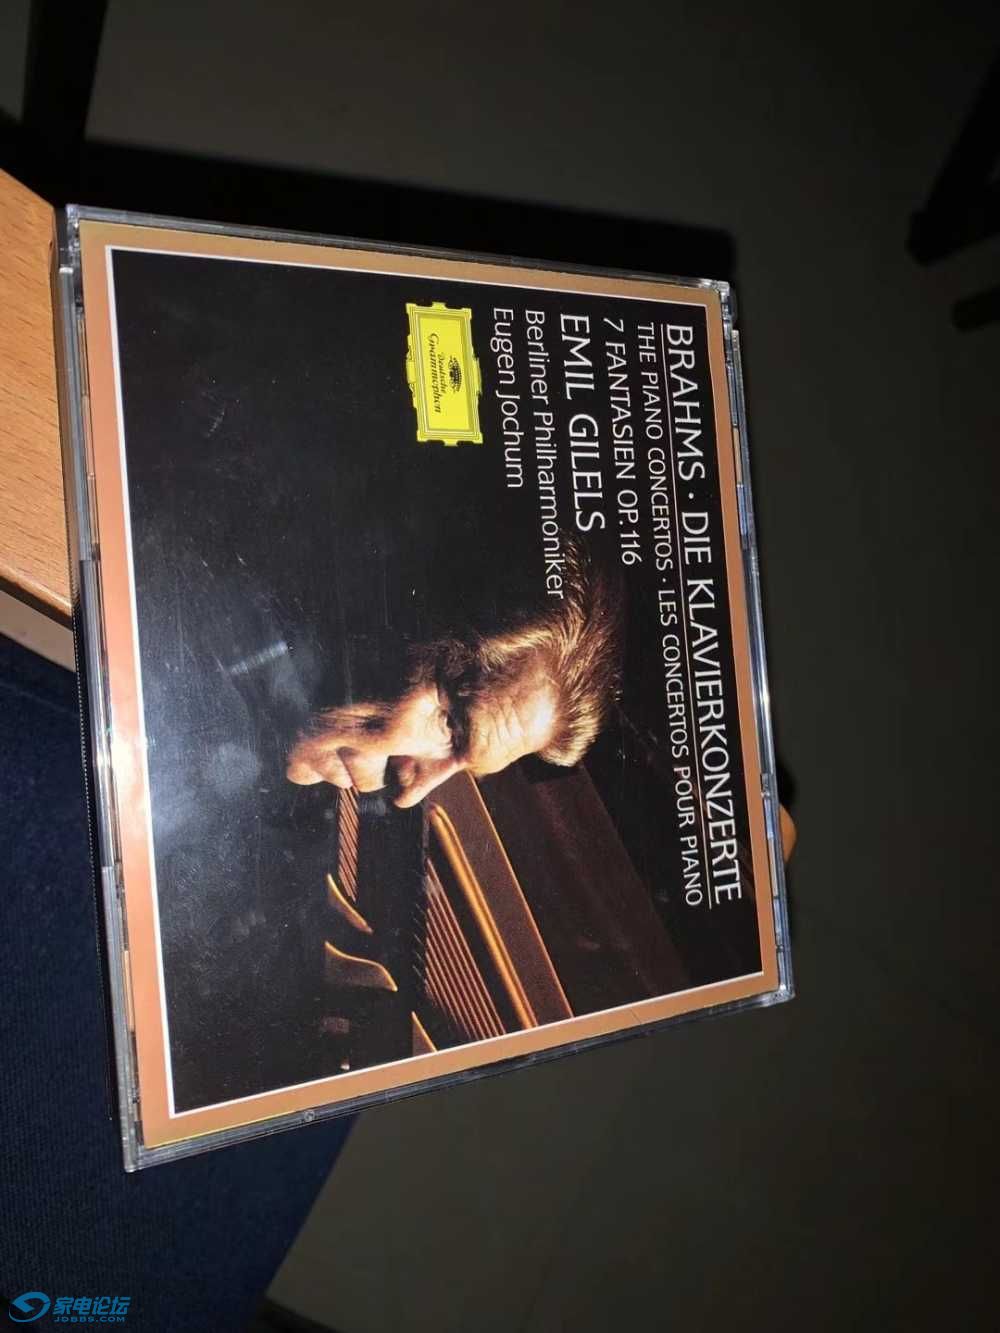 BRAHMS · DIE KLAVIERKONZERTE
THE PIANO CONCERTOS · LES CONCERTOS POUR PIANO
7 FANTASIEN OP. 116
EMIL GILELS
Berliner Philharmoniker
Eugen Jochum
Deutsche
Grammophon
家电论坛
JDBBS.COM